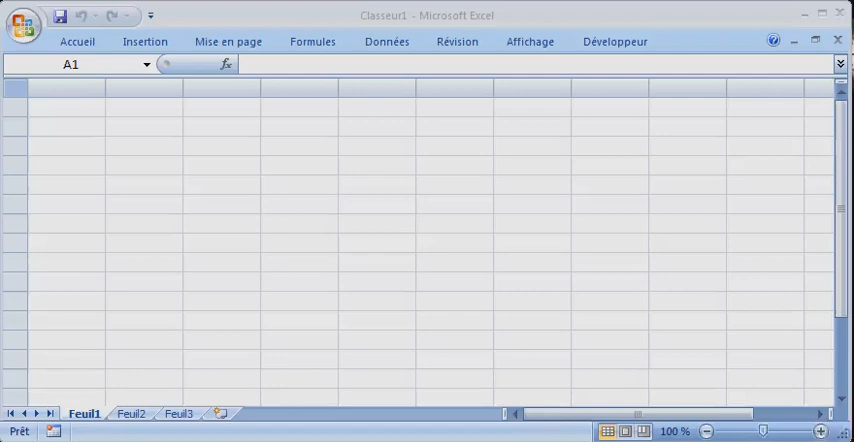 Classeur1 - Microsoft Excel
Accueil Insertion Mise en page Formules Données Révision Affichage Développeur
A1 fx
Feuil1 Feuil2 Feuil3
Prêt 100 %